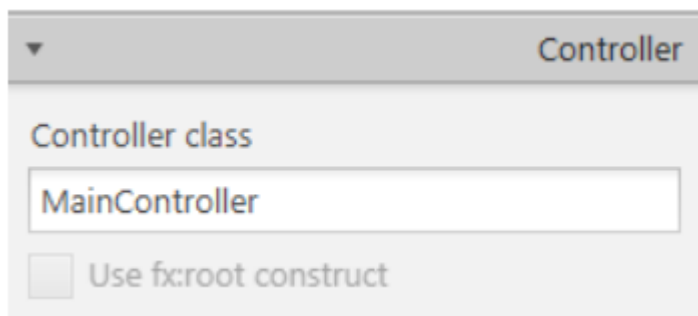 Controller
Controller class
MainController
Use fx:root construct